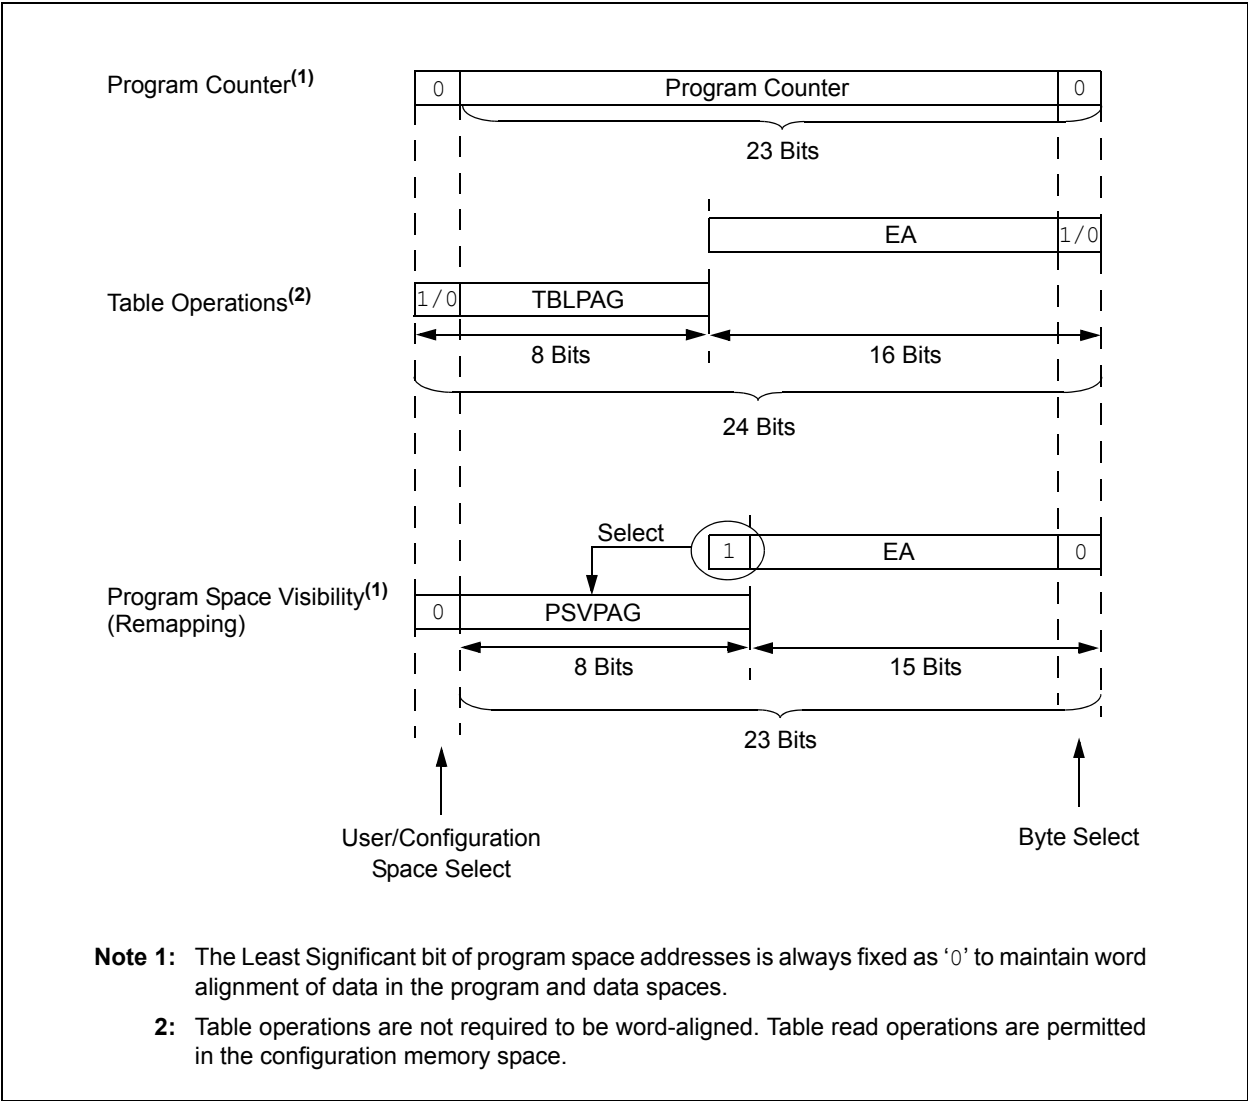 Program Counter(1)
0 Program Counter 0
23 Bits
EA 1/0
Table Operations(2)
1/0 TBLPAG
8 Bits 16 Bits
24 Bits
Select
1 EA 0
Program Space Visibility(1)
(Remapping)
0 PSVPAG
8 Bits 15 Bits
23 Bits
User/Configuration
Space Select
Byte Select
Note 1: The Least Significant bit of program space addresses is always fixed as ‘0’ to maintain word
alignment of data in the program and data spaces.
2: Table operations are not required to be word-aligned. Table read operations are permitted
in the configuration memory space.